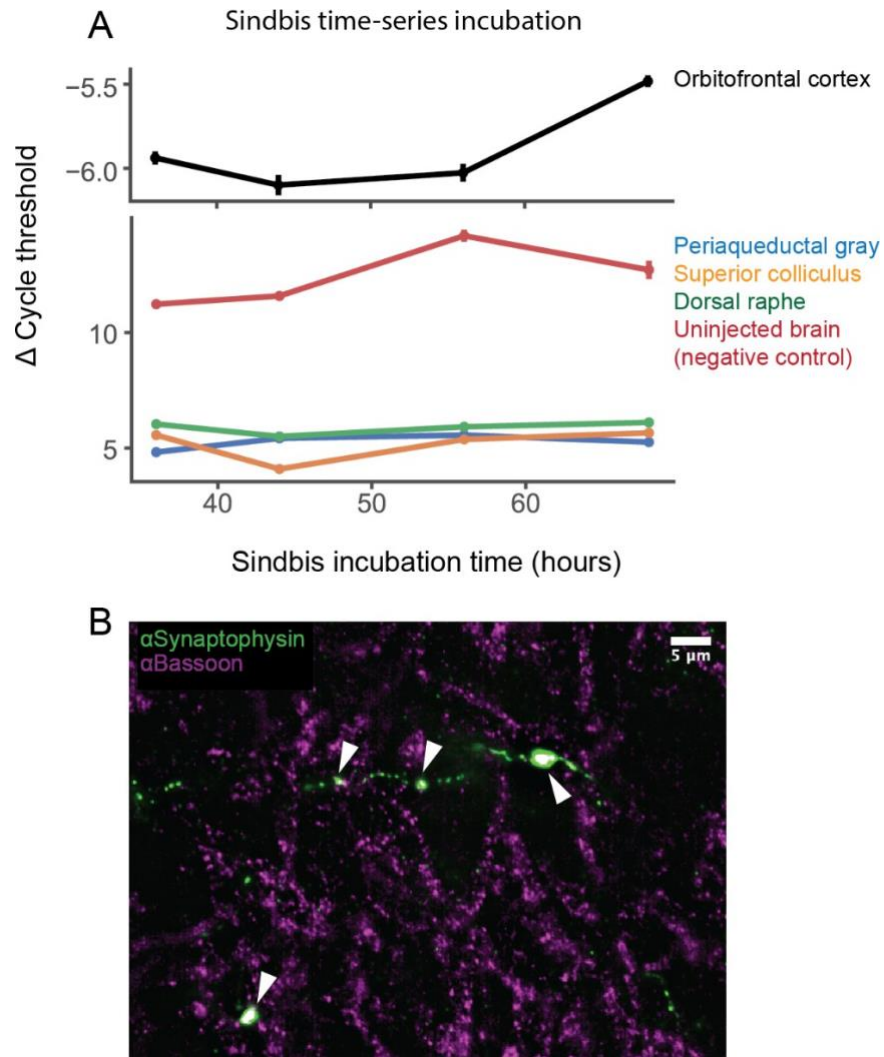 A
Sindbis time-series incubation
Δ Cycle threshold
−5.5
−6.0
10
5
Orbitofrontal cortex
Periaqueductal gray
Superior colliculus
Dorsal raphe
Uninjected brain
(negative control)
40
50
60
Sindbis incubation time (hours)
B
αSynaptophysin
αBassoon
5 µm